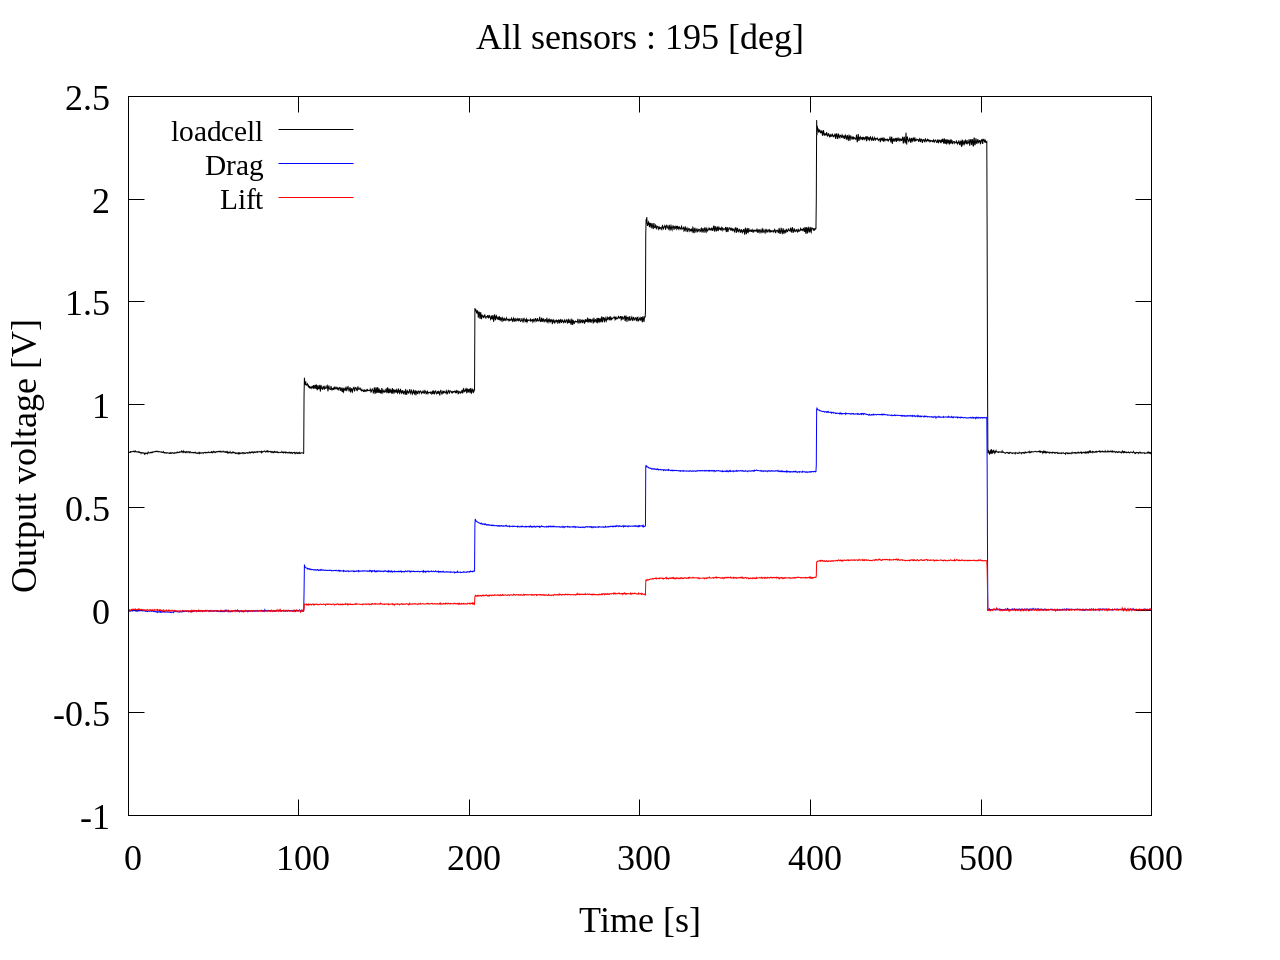 All sensors : 195 [deg]
2.5
2
1.5
1
0.5
0
-0.5
-1
Output voltage [V]
loadcell
Drag
Lift
0 100 200 300 400 500 600
Time [s]